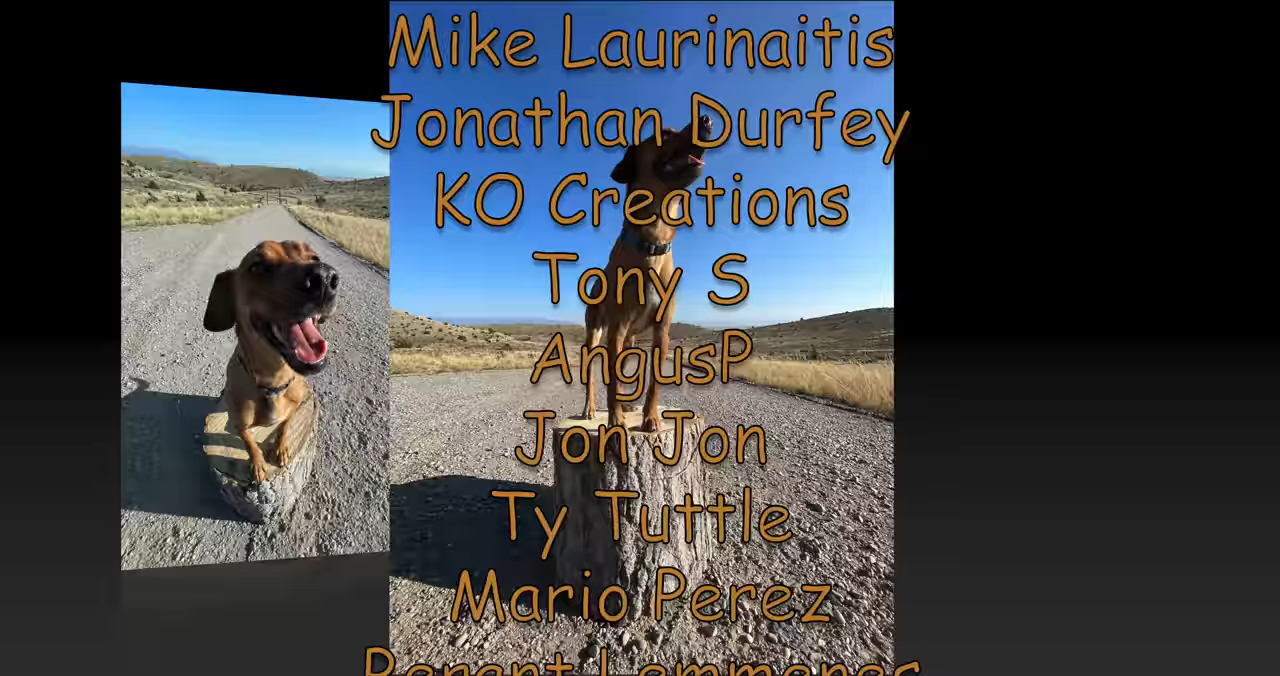 Mike Laurinaitis
Jonathan Durfey
KO Creations
Tony S
AngusP
Jon Jon
Ty Tuttle
Mario Perez